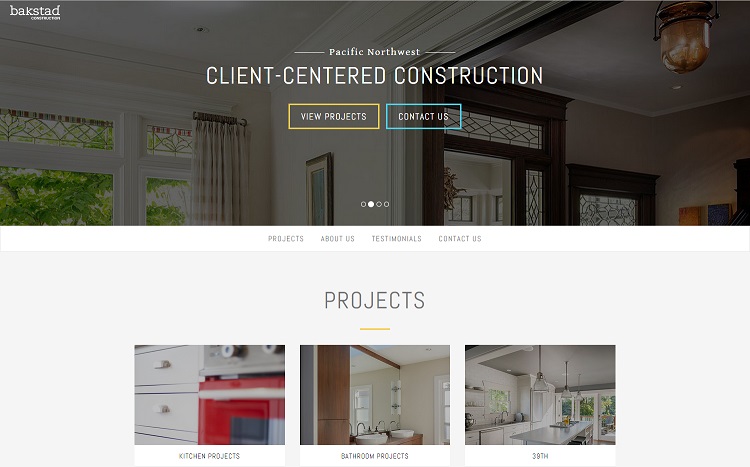 bakstad
CONSTRUCTION
Pacific Northwest
CLIENT-CENTERED CONSTRUCTION
VIEW PROJECTS
CONTACT US
PROJECTS
ABOUT US
TESTIMONIALS
CONTACT US
PROJECTS
KITCHEN PROJECTS
BATHROOM PROJECTS
39TH